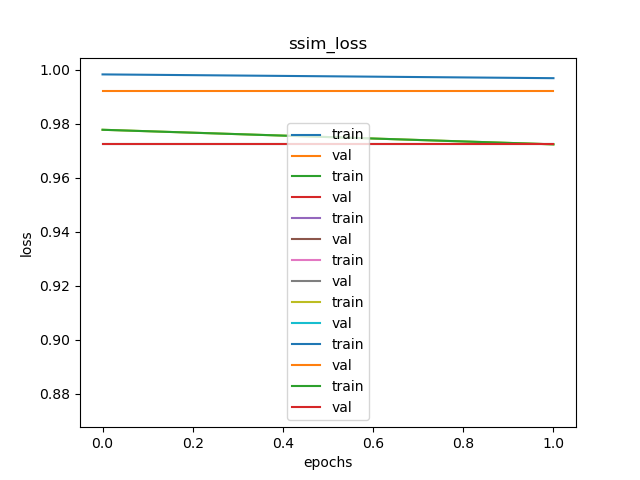 ssim_loss
1.00
0.98
0.96
0.94
0.92
0.90
0.88
loss
train
val
train
val
train
val
train
val
train
val
train
val
train
val
0.0 0.2 0.4 0.6 0.8 1.0
epochs